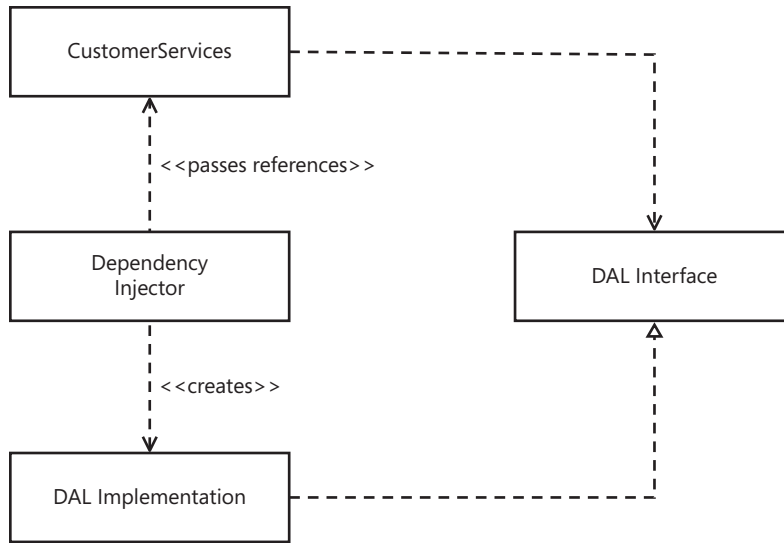 CustomerServices
<<passes references>>
Dependency
Injector
DAL Interface
<<creates>>
DAL Implementation